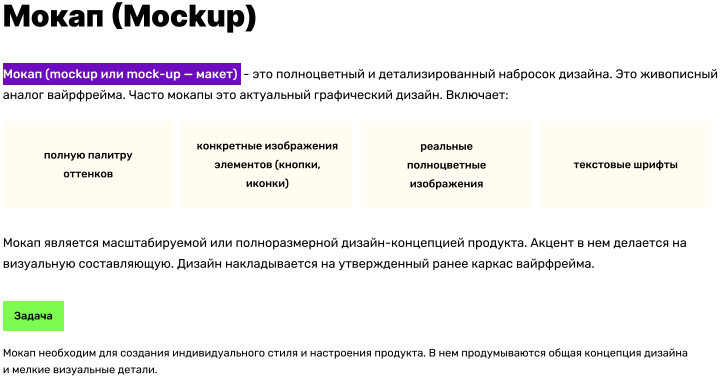 Мокап (Mockup)
Мокап (mockup или mock-up — макет) - это полноцветный и детализированный набросок дизайна. Это живописный
аналог вайрфрейма. Часто мокапы это актуальный графический дизайн. Включает:
полную палитру
оттенков
конкретные изображения
элементов (кнопки,
иконки)
реальные
полноцветные
изображения
текстовые шрифты
Мокап является масштабируемой или полноразмерной дизайн-концепцией продукта. Акцент в нем делается на
визуальную составляющую. Дизайн накладывается на утвержденный ранее каркас вайрфрейма.
Задача
Мокап необходим для создания индивидуального стиля и настроения продукта. В нем продумываются общая концепция дизайна
и мелкие визуальные детали.